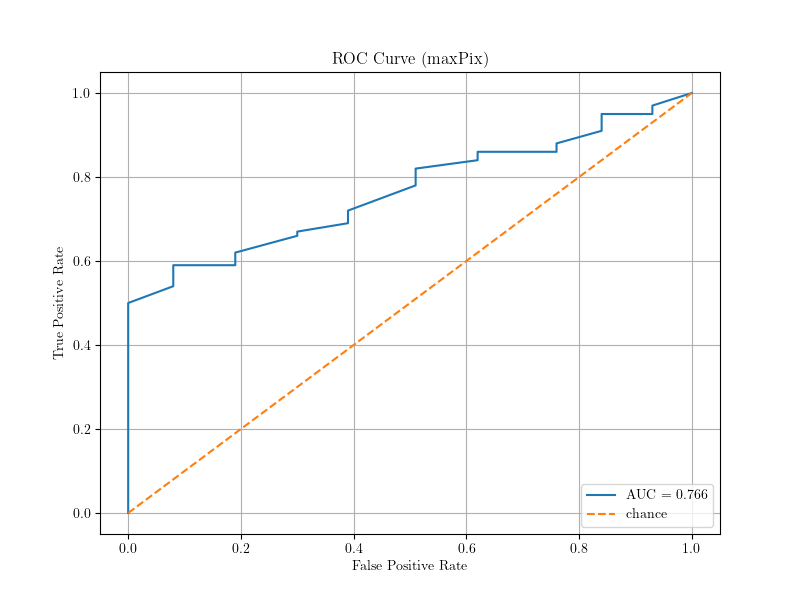 ROC Curve (maxPix)
True Positive Rate
1.0
0.8
0.6
0.4
0.2
0.0
AUC = 0.766
chance
0.0 0.2 0.4 0.6 0.8 1.0
False Positive Rate